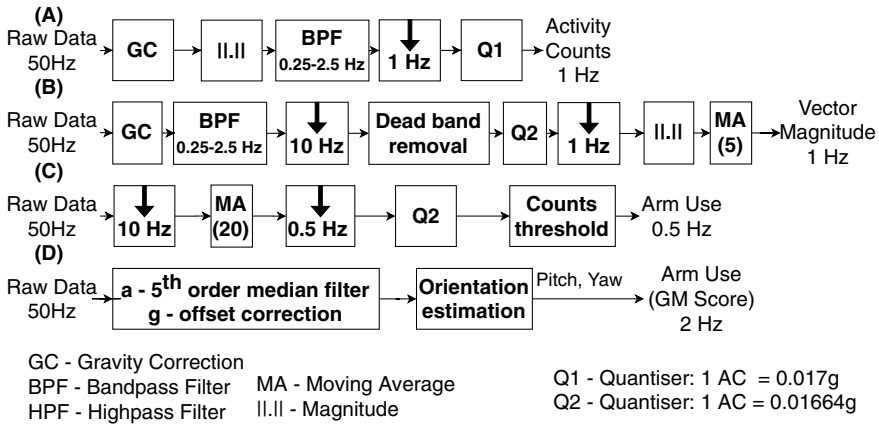 (A)
Raw Data
50Hz
GC
||.||
BPF
0.25-2.5 Hz
1 Hz
Q1
Activity
Counts
1 Hz
(B)
Raw Data
50Hz
GC
BPF
0.25-2.5 Hz
10 Hz
Dead band
removal
Q2
1 Hz
||.||
MA
(5)
Vector
Magnitude
1 Hz
(C)
Raw Data
50Hz
10 Hz
MA
(20)
0.5 Hz
Q2
Counts
threshold
Arm Use
0.5 Hz
(D)
Raw Data
50Hz
a - 5th order median filter
g - offset correction
Orientation
estimation
Pitch, Yaw
Arm Use
(GM Score)
2 Hz
GC - Gravity Correction
BPF - Bandpass Filter
HPF - Highpass Filter
MA - Moving Average
||.|| - Magnitude
Q1 - Quantiser: 1 AC = 0.017g
Q2 - Quantiser: 1 AC = 0.01664g